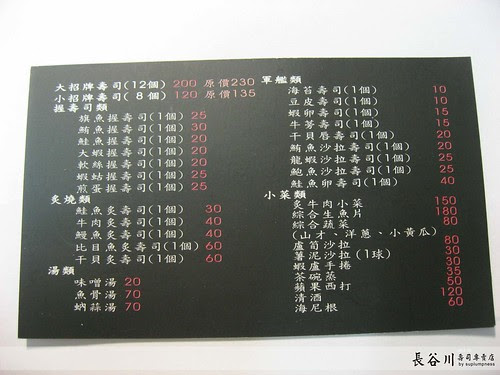 大招牌壽司(12個) 200 原價230
小招牌壽司( 8個) 120 原價135
握壽司類
旗魚握壽司(1個) 25
鮪魚握壽司(1個) 30
鮭魚握壽司(1個) 20
大蝦握壽司(1個) 20
軟絲握壽司(1個) 20
蝦蛄握壽司(1個) 25
煎蛋握壽司(1個) 25
炙燒類
鮭魚炙壽司(1個) 30
牛肉炙壽司(1個) 40
鰻魚炙壽司(1個) 40
比目魚炙壽司(1個) 60
干貝炙壽司(1個) 60
湯類
味噌湯 20
魚骨湯 70
蚋蒜湯 70
軍艦類
海苔壽司(1個) 10
豆皮壽司(1個) 10
蝦卵壽司(1個) 15
牛蒡壽司(1個) 15
干貝唇壽司(1個) 20
鮪魚沙拉壽司(1個) 20
龍蝦沙拉壽司(1個) 25
鮑魚沙拉壽司(1個) 25
鮭魚卵壽司(1個) 40
小菜類
炙牛肉小菜 150
綜合生魚片 180
綜合蔬菜 80
(山才、洋蔥、小黃瓜)
蘆筍沙拉 80
薯泥沙拉(1球) 30
蝦蘆手捲 30
茶碗蒸 35
蘋果西打 50
清酒 120
海尼根 60
長谷川 壽司專賣店
by suplumpness